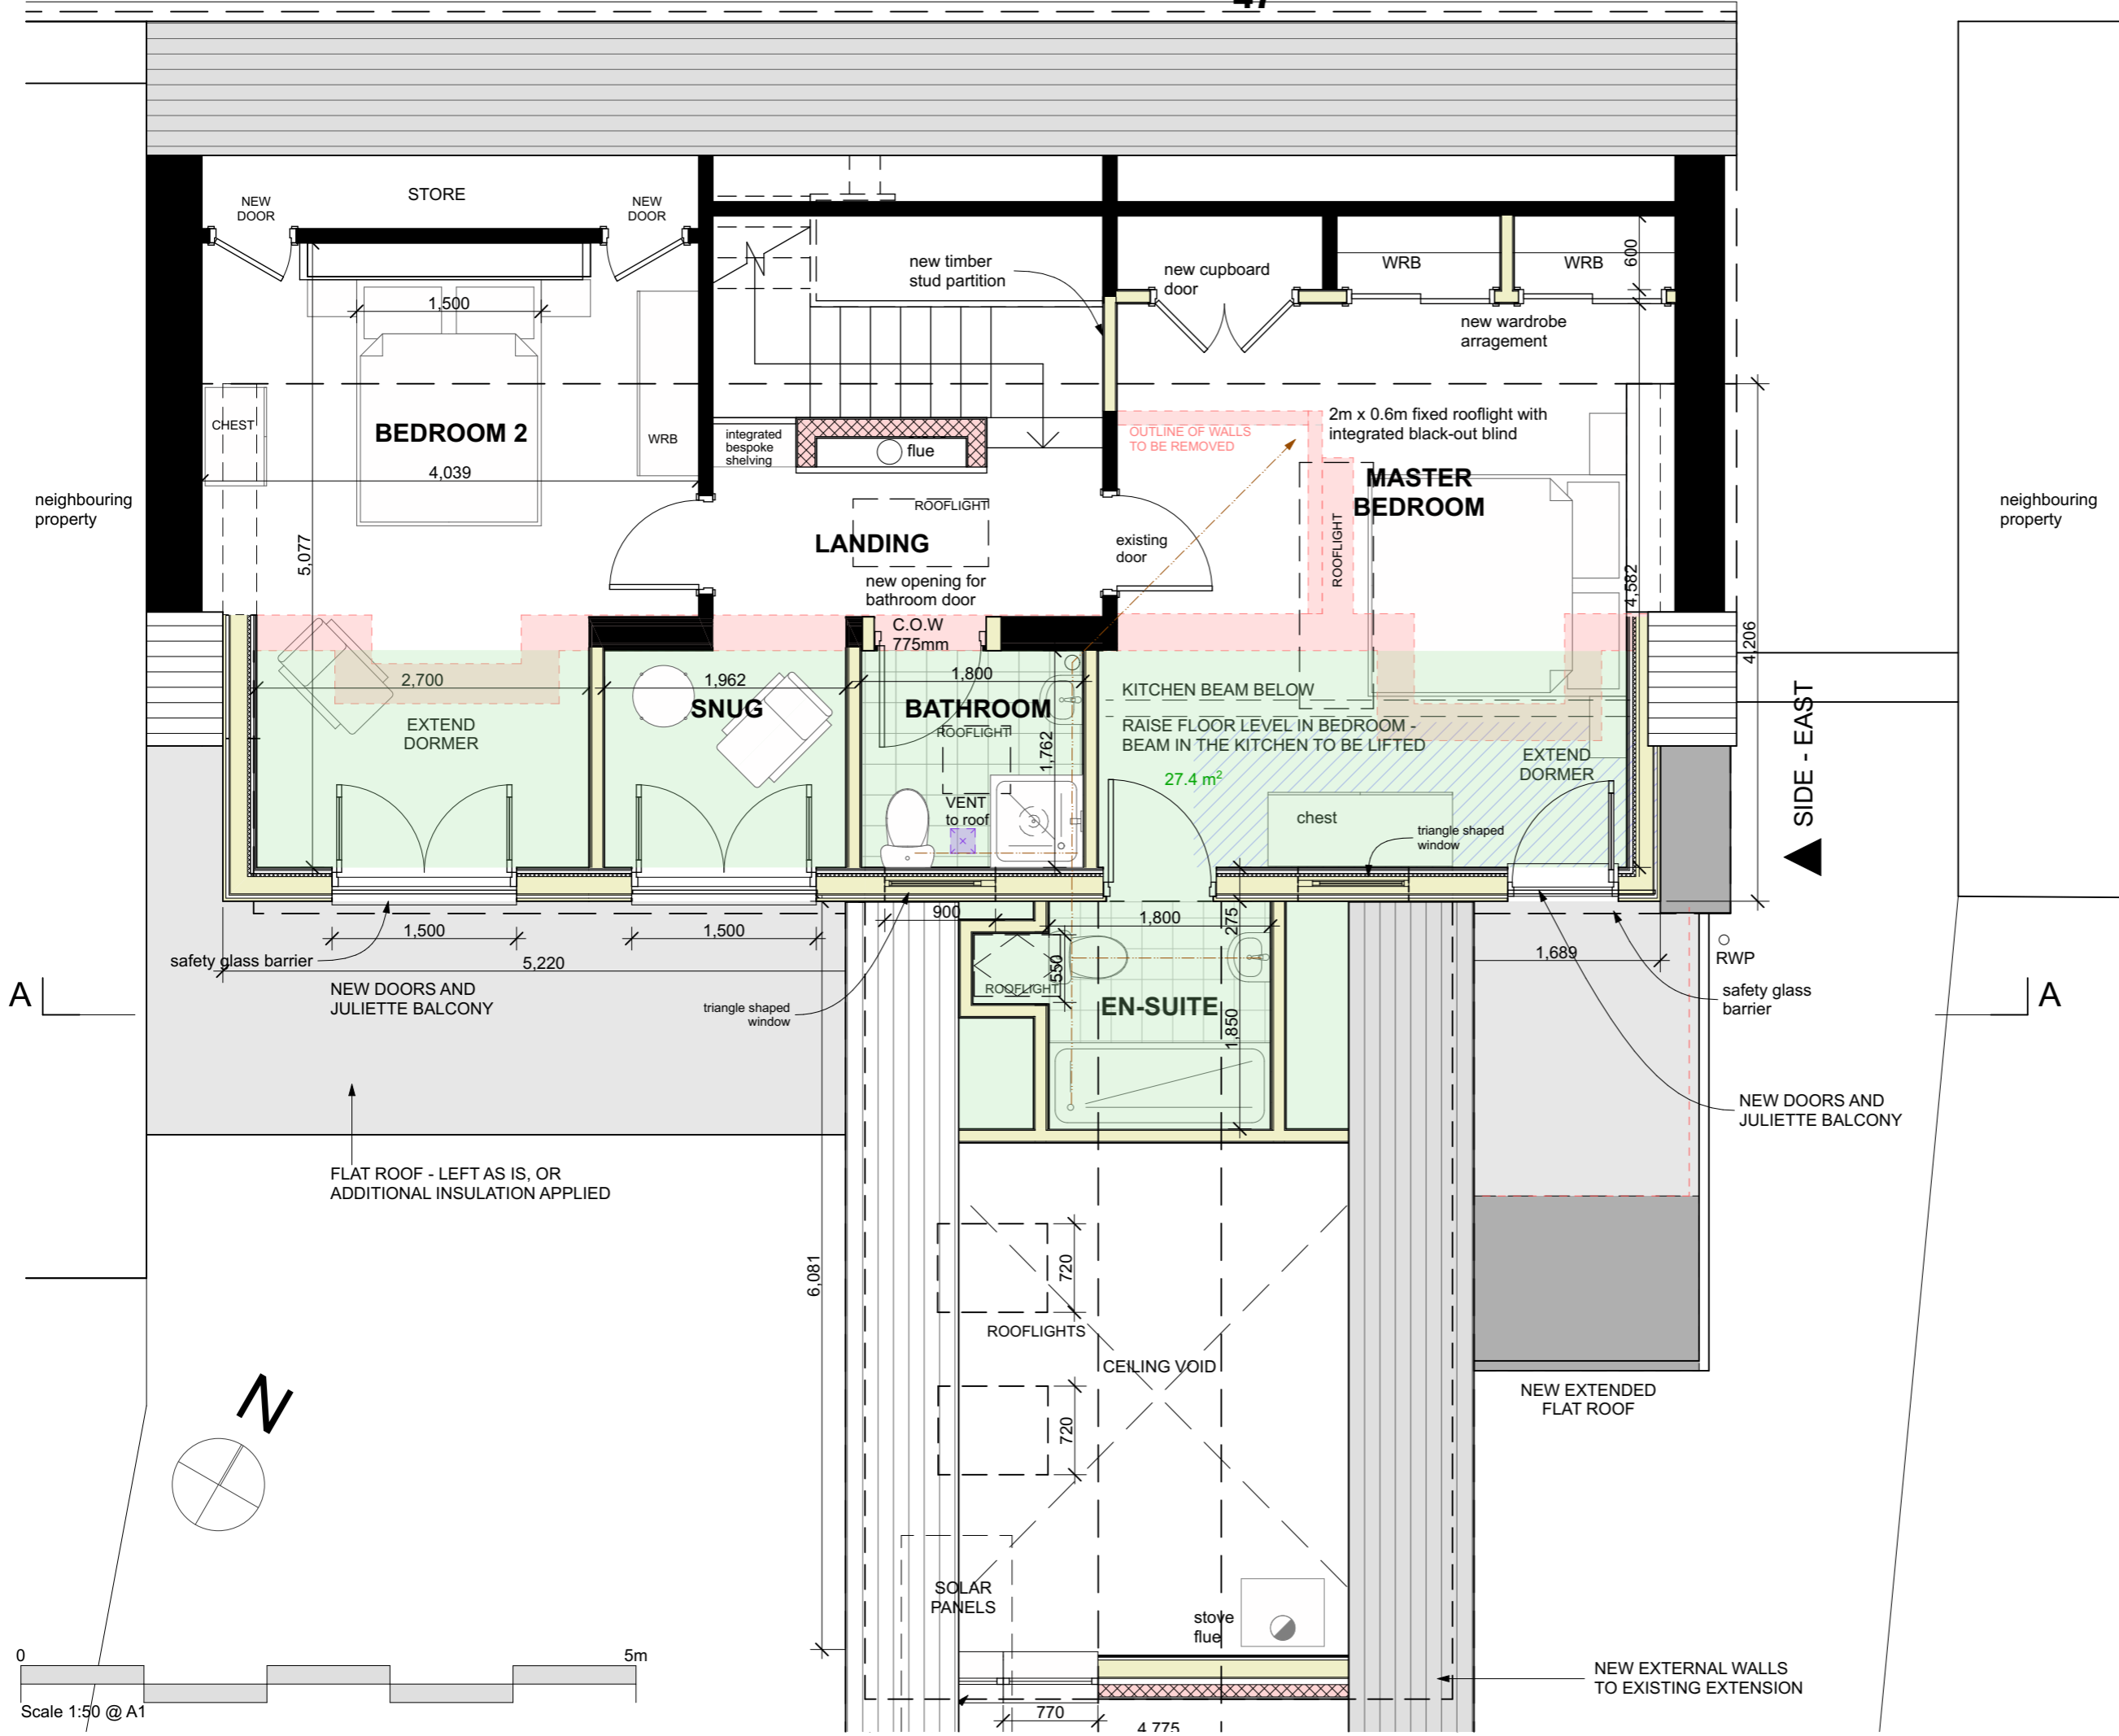 47
STORE
NEW
DOOR
NEW
DOOR
1,500
new timber
stud partition
new cupboard
door
WRB
WRB
600
new wardrobe
arragement
CHEST
BEDROOM 2
WRB
4,039
5,077
integrated
bespoke
shelving
flue
ROOFLIGHT
LANDING
new opening for
bathroom door
existing
door
OUTLINE OF WALLS
TO BE REMOVED
2m x 0.6m fixed rooflight with
integrated black-out blind
MASTER
BEDROOM
ROOFLIGHT
4,582
4,206
neighbouring
property
neighbouring
property
C.O.W
775mm
2,700
1,962
1,800
SNUG
BATHROOM
ROOFLIGHT
1,762
EXTEND
DORMER
VENT
to roof
KITCHEN BEAM BELOW
RAISE FLOOR LEVEL IN BEDROOM -
BEAM IN THE KITCHEN TO BE LIFTED
27.4 m²
EXTEND
DORMER
chest
triangle shaped
window
SIDE - EAST
1,500
1,500
900
1,800
275
safety glass barrier
5,220
1,689
RWP
550
ROOFLIGHT
EN-SUITE
1,850
A
NEW DOORS AND
JULIETTE BALCONY
triangle shaped
window
safety glass
barrier
A
NEW DOORS AND
JULIETTE BALCONY
FLAT ROOF - LEFT AS IS, OR
ADDITIONAL INSULATION APPLIED
6,081
720
ROOFLIGHTS
CEILING VOID
720
NEW EXTENDED
FLAT ROOF
N
SOLAR
PANELS
stove
flue
0
5m
Scale 1:50 @ A1
NEW EXTERNAL WALLS
TO EXISTING EXTENSION
770
4,775